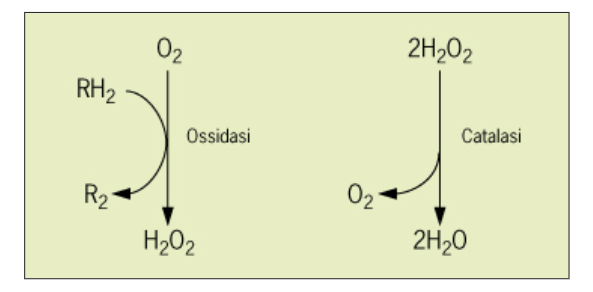 O₂
RH₂
Ossidasi
R₂
H₂O₂
2H₂O₂
Catalasi
O₂
2H₂O